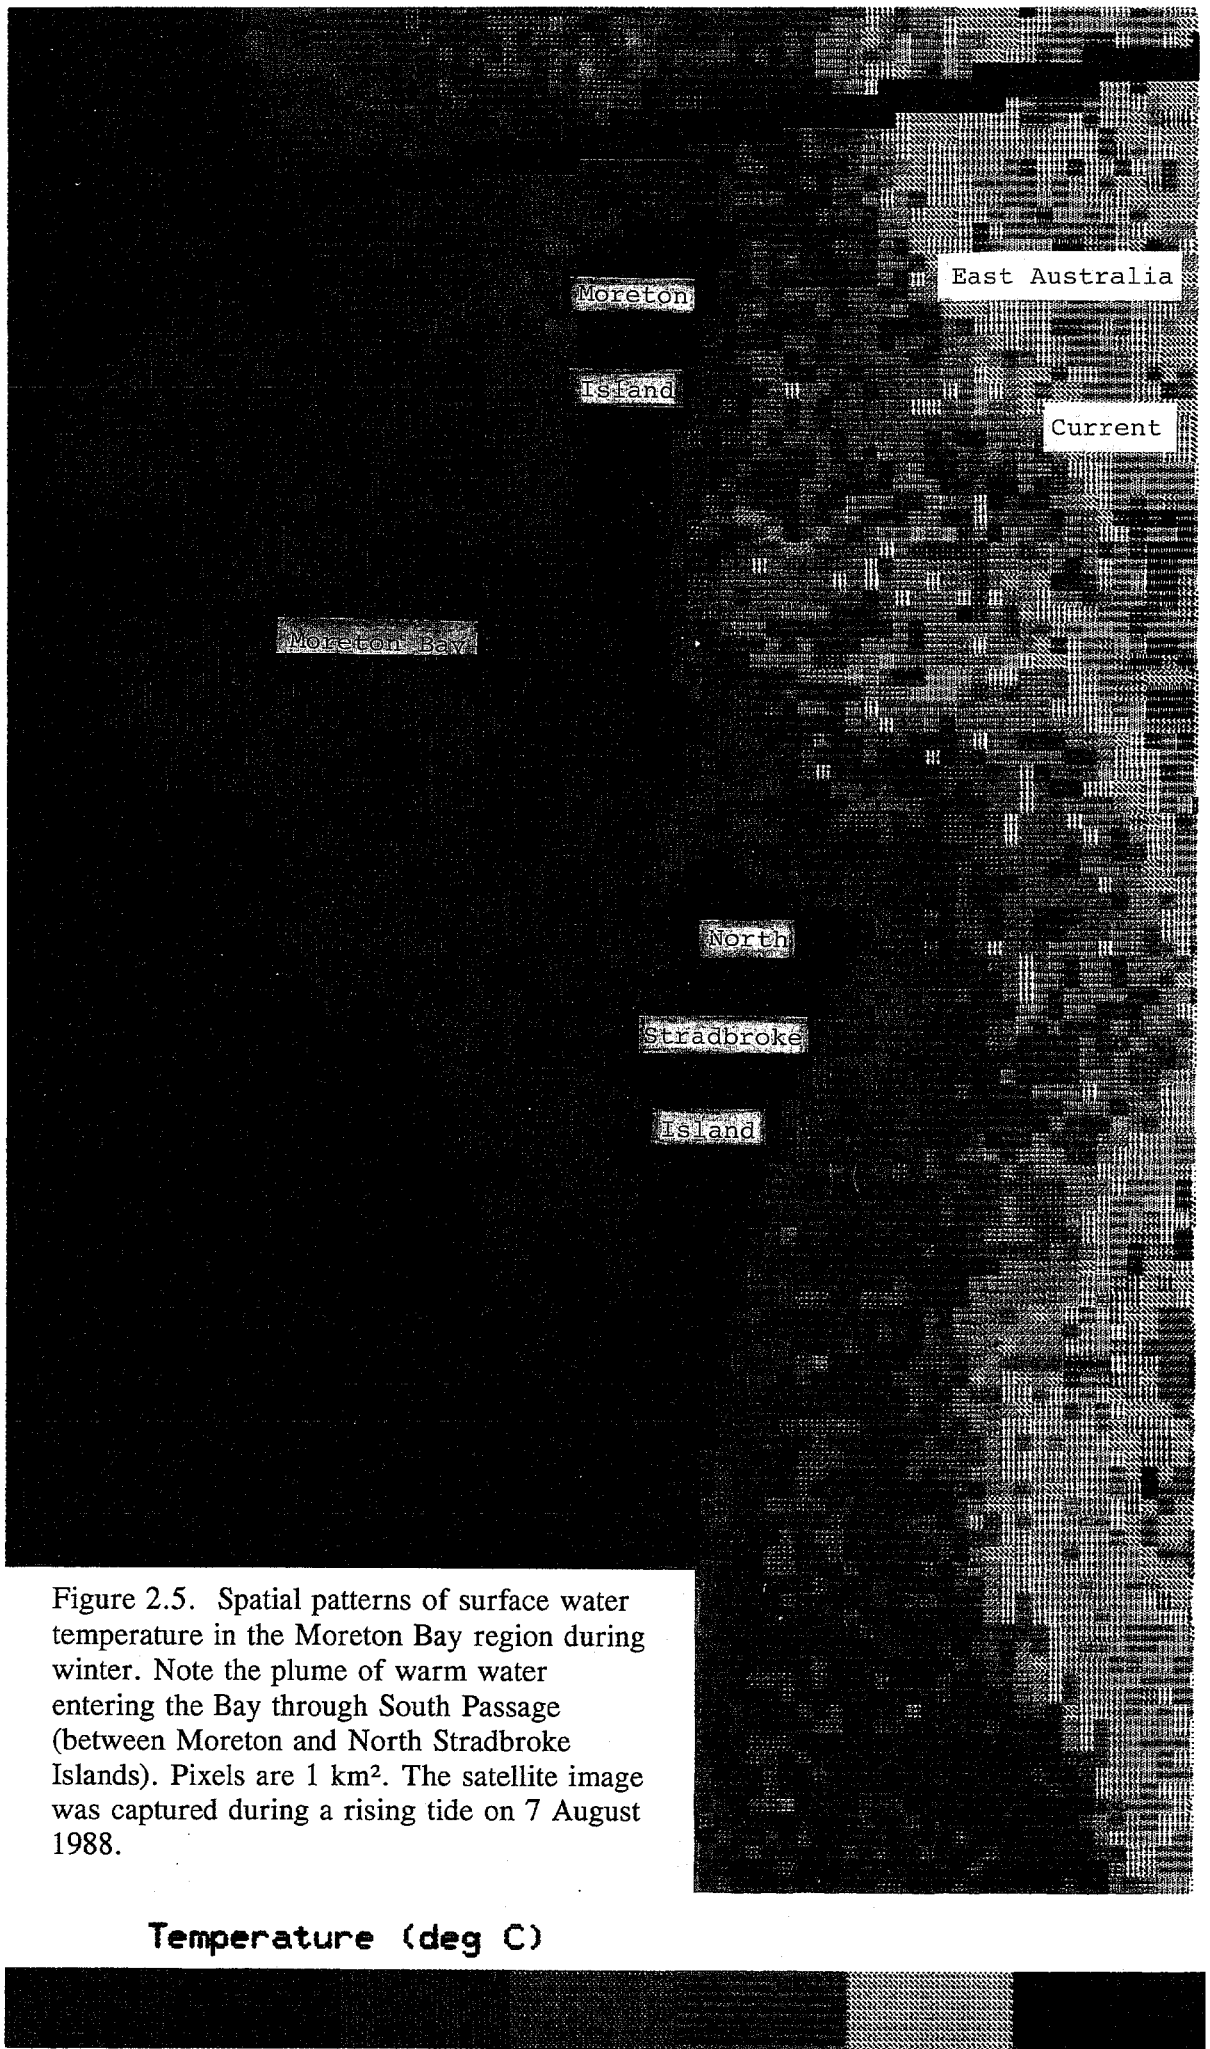 Moreton
Island
East Australia
Current
Moreton Bay
North
Stradbroke
Island
Figure 2.5. Spatial patterns of surface water
temperature in the Moreton Bay region during
winter. Note the plume of warm water
entering the Bay through South Passage
(between Moreton and North Stradbroke
Islands). Pixels are 1 km². The satellite image
was captured during a rising tide on 7 August
1988.
Temperature (deg C)